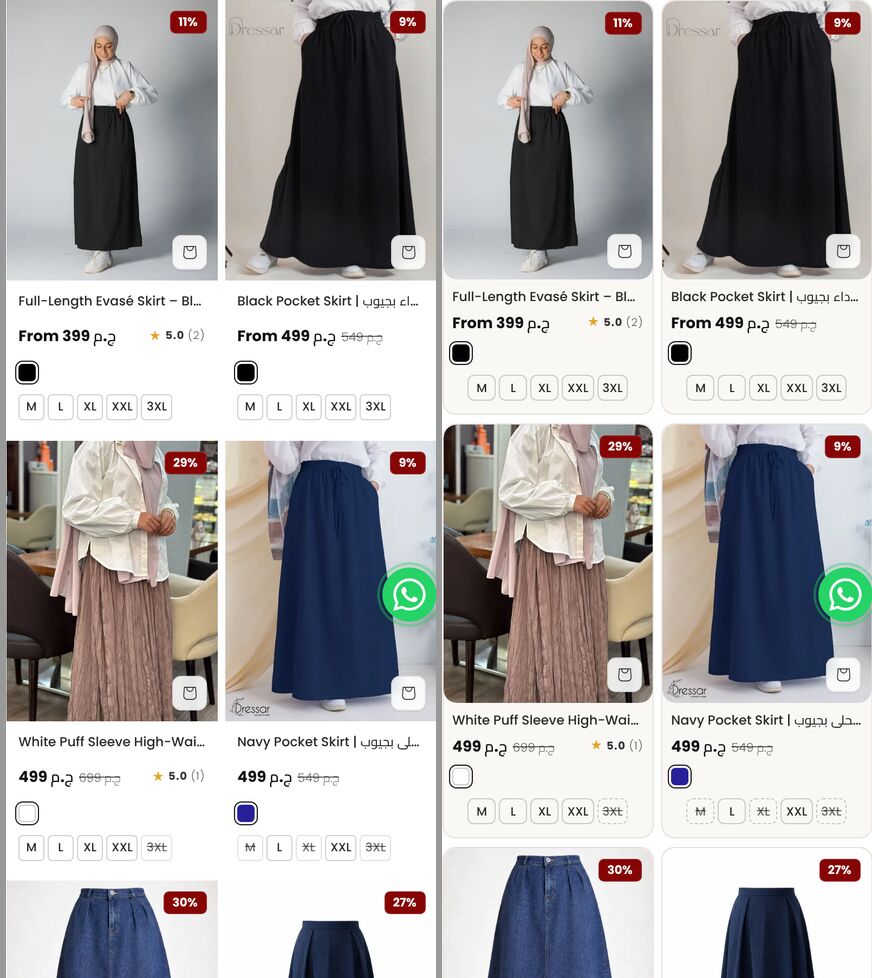 11%
9%
11%
9%
Dressar
Dressar
Full-Length Evasé Skirt – Bl...
Black Pocket Skirt | اء بجيوب...
Full-Length Evasé Skirt – Bl...
Black Pocket Skirt | داء بجيوب...
From 399 ج.م ★ 5.0 (2)
From 499 ج.م 549 ج.م
From 399 ج.م ★ 5.0 (2)
From 499 ج.م 549 ج.م
M L XL XXL 3XL
M L XL XXL 3XL
M L XL XXL 3XL
M L XL XXL 3XL
29%
9%
29%
9%
Dressar
Dressar
White Puff Sleeve High-Wai...
Navy Pocket Skirt | لى بجيوب...
White Puff Sleeve High-Wai...
Navy Pocket Skirt | حلى بجيوب...
499 ج.م 699 ج.م ★ 5.0 (1)
499 ج.م 549 ج.م
499 ج.م 699 ج.م ★ 5.0 (1)
499 ج.م 549 ج.م
M L XL XXL 3XL
M L XL XXL 3XL
M L XL XXL 3XL
M L XL XXL 3XL
30%
27%
30%
27%